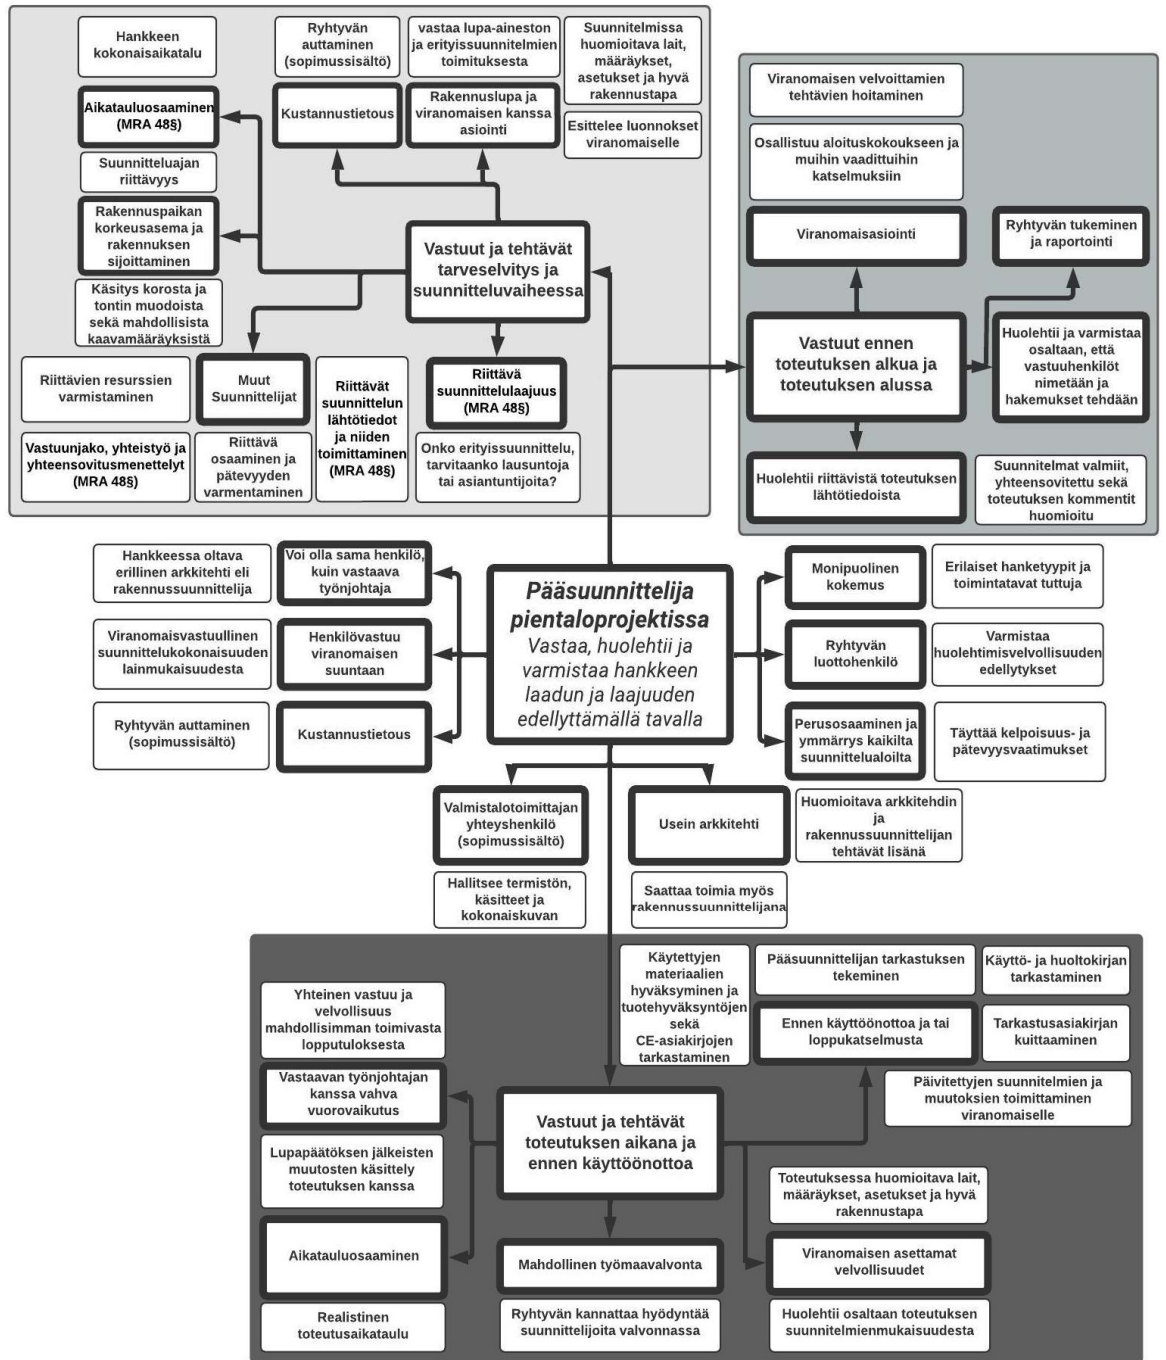 Hankkeen
kokonaisaikatalu
Ryhtyvän
auttaminen
(sopimussisältö)
vastaa lupa-aineston
ja erityissuunnitelmien
toimituksesta
Suunnitelmissa
huomioitava lait,
määräykset,
asetukset ja hyvä
rakennustapa
Aikatauluosaaminen
(MRA 48§)
Kustannustietous
Rakennuslupa ja
viranomaisen kanssa
asiointi
Esittelee luonnokset
viranomaiselle
Suunnitteluajan
riittävyys
Rakennuspaikan
korkeusasema ja
rakennuksen
sijoittaminen
Käsitys korosta ja
tontin muodoista
sekä mahdollisista
kaavamääräyksistä
Vastuut ja tehtävät
tarveselvitys ja
suunnitteluvaiheessa
Riittävien resurssien
varmistaminen
Muut
Suunnittelijat
Riittävät
suunnittelun
lähtötiedot
ja niiden
toimittaminen
(MRA 48§)
Riittävä
suunnittelulaajuus
(MRA 48§)
Vastuunjako, yhteistyö ja
yhteensovitusmenettelyt
(MRA 48§)
Riittävä
osaaminen ja
pätevyyden
varmentaminen
Onko erityissuunnittelu,
tarvitaanko lausuntoja
tai asiantuntijoita?
Viranomaisen velvoittamien
tehtävien hoitaminen
Osallistuu aloituskokoukseen ja
muihin vaadittuihin
katselmuksiin
Viranomaisasiointi
Ryhtyvän tukeminen
ja raportointi
Vastuut ennen
toteutuksen alkua ja
toteutuksen alussa
Huolehtii ja varmistaa
osaltaan, että
vastuuhenkilöt
nimetään ja
hakemukset tehdään
Huolehtii riittävistä toteutuksen
lähtötiedoista
Suunnitelmat valmiit,
yhteensovitettu sekä
toteutuksen kommentit
huomioitu
Hankkeessa oltava
erillinen arkkitehti eli
rakennussuunnittelija
Voi olla sama henkilö,
kuin vastaava
työnjohtaja
Viranomaisvastuullinen
suunnittelukokonaisuuden
lainmukaisuudesta
Henkilövastuu
viranomaisen
suuntaan
Ryhtyvän auttaminen
(sopimussisältö)
Kustannustietous
Pääsuunnittelija
pientaloprojektissa
Vastaa, huolehtii ja
varmistaa hankkeen
laadun ja laajuuden
edellyttämällä tavalla
Monipuolinen
kokemus
Erilaiset hanketyypit ja
toimintatavat tuttuja
Ryhtyvän
luottohenkilö
Varmistaa
huolehtimisvelvollisuuden
edellytykset
Perusosaaminen ja
ymmärrys kaikilta
suunnittelualoilta
Täyttää kelpoisuus- ja
pätevyysvaatimukset
Valmistalotoimittajan
yhteyshenkilö
(sopimussisältö)
Usein arkkitehti
Huomioitava arkkitehdin
ja
rakennussuunnittelijan
tehtävät lisänä
Hallitsee termistön,
käsitteet ja
kokonaiskuvan
Saattaa toimia myös
rakennussuunnittelijana
Yhteinen vastuu ja
velvollisuus
mahdollisimman toimivasta
lopputuloksesta
Käytettyjen
materiaalien
hyväksyminen ja
tuotehyväksyntöjen
sekä
CE-asiakirjojen
tarkastaminen
Pääsuunnittelijan tarkastuksen
tekeminen
Käyttö- ja huoltokirjan
tarkastaminen
Ennen käyttöönottoa ja tai
loppukatselmusta
Tarkastusasiakirjan
kuittaaminen
Vastaavan työnjohtajan
kanssa vahva
vuorovaikutus
Päivitettyjen suunnitelmien ja
muutoksien toimittaminen
viranomaiselle
Vastuut ja tehtävät
toteutuksen aikana ja
ennen käyttöönottoa
Lupapäätöksen jälkeisten
muutosten käsittely
toteutuksen kanssa
Toteutuksessa huomioitava lait,
määräykset, asetukset ja hyvä
rakennustapa
Aikatauluosaaminen
Mahdollinen työmaavalvonta
Viranomaisen asettamat
velvollisuudet
Realistinen
toteutusaikataulu
Ryhtyvän kannattaa hyödyntää
suunnittelijoita valvonnassa
Huolehtii osaltaan toteutuksen
suunnitelmienmukaisuudesta